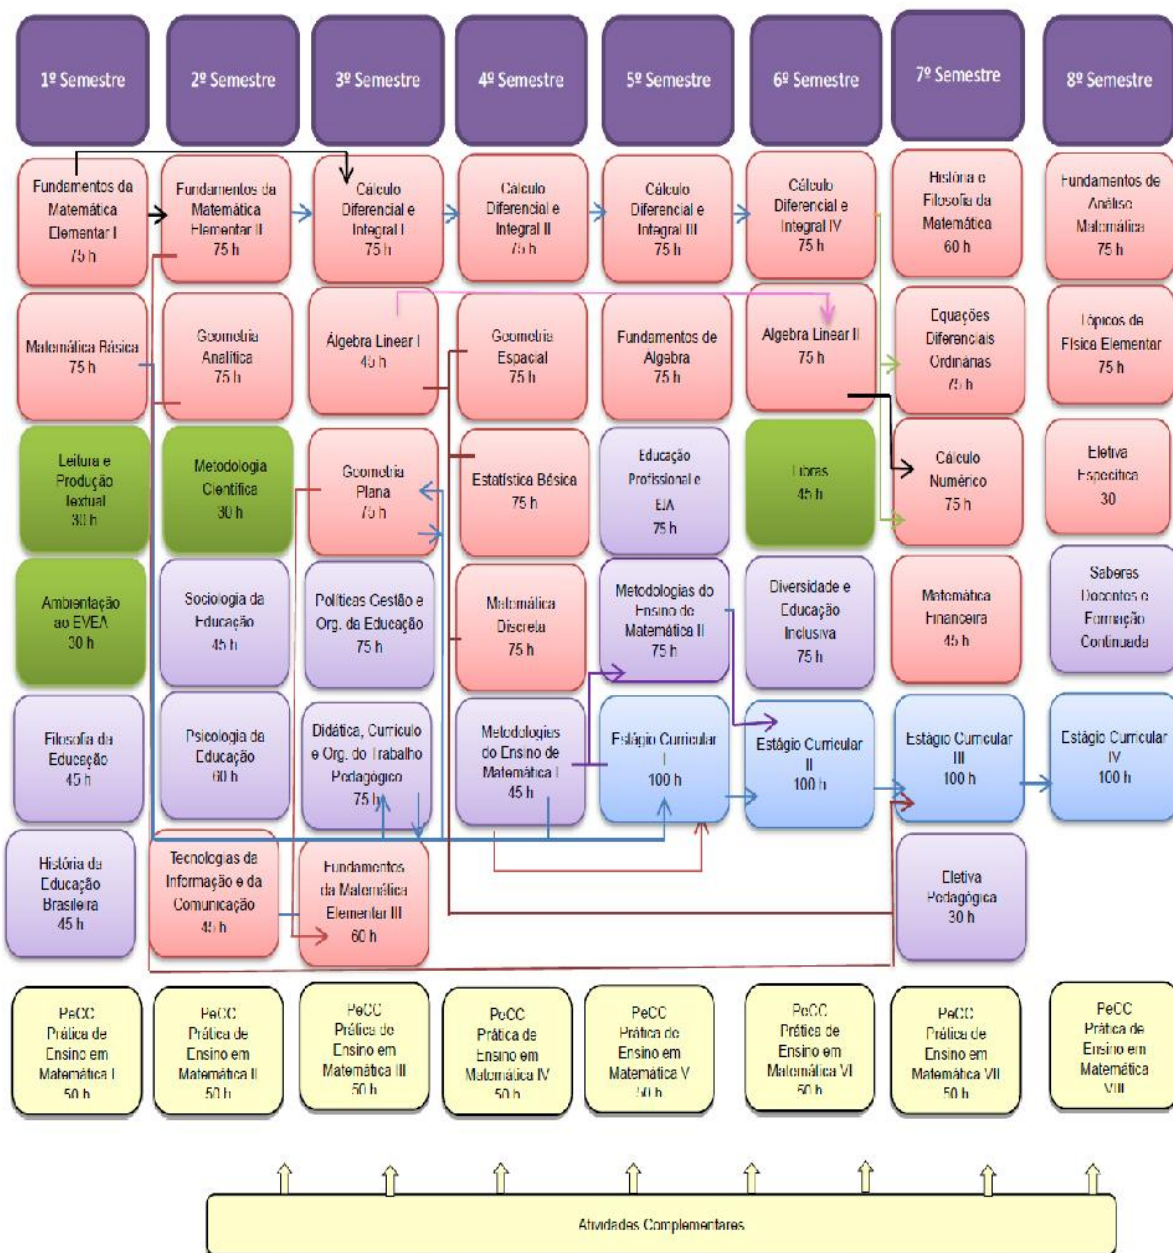 1º Semestre
2º Semestre
3º Semestre
4º Semestre
5º Semestre
6º Semestre
7º Semestre
8º Semestre
Fundamentos da
Matemática
Elementar I
75 h
Fundamentos da
Matemática
Elementar II
75 h
Cálculo
Diferencial e
Integral I
75 h
Cálculo
Diferencial e
Integral II
75 h
Cálculo
Diferencial e
Integral III
75 h
Cálculo
Diferencial e
Integral IV
75 h
História e
Filosofia da
Matemática
60 h
Fundamentos de
Análise
Matemática
75 h
Matemática Básica
75 h
Geometria
Analítica
75 h
Álgebra Linear I
45 h
Geometria
Espacial
75 h
Fundamentos de
Álgebra
75 h
Álgebra Linear II
75 h
Equações
Diferenciais
Ordinárias
75 h
Tópicos de
Física Elementar
75 h
Leitura e
Produção
Textual
30 h
Metodologia
Científica
30 h
Geometria
Plana
75 h
Estatística Básica
75 h
Educação
Profissional e
EJA
75 h
Libras
45 h
Cálculo
Numérico
75 h
Eletiva
Específica
30
Ambientação
ao EVEA
30 h
Sociologia da
Educação
45 h
Políticas Gestão e
Org. da Educação
75 h
Matemática
Discreta
75 h
Metodologias do
Ensino de
Matemática II
75 h
Diversidade e
Educação
Inclusiva
75 h
Matemática
Financeira
45 h
Saberes
Docentes e
Formação
Continuada
Filosofia da
Educação
45 h
Psicologia da
Educação
60 h
Didática, Currículo
e Org. do Trabalho
Pedagógico
75 h
Metodologias
do Ensino de
Matemática I
45 h
Estágio Curricular
I
100 h
Estágio Curricular
II
100 h
Estágio Curricular
III
100 h
Estágio Curricular
IV
100 h
História da
Educação
Brasileira
45 h
Tecnologias da
Informação e da
Comunicação
45 h
Fundamentos
da Matemática
Elementar III
60 h
Eletiva
Pedagógica
30 h
PeCC
Prática de
Ensino em
Matemática I
50 h
PeCC
Prática de
Ensino em
Matemática II
50 h
PeCC
Prática de
Ensino em
Matemática III
50 h
PeCC
Prática de
Ensino em
Matemática IV
50 h
PeCC
Prática de
Ensino em
Matemática V
50 h
PeCC
Prática de
Ensino em
Matemática VI
50 h
PeCC
Prática de
Ensino em
Matemática VII
50 h
PeCC
Prática de
Ensino em
Matemática
VIII
Atividades Complementares